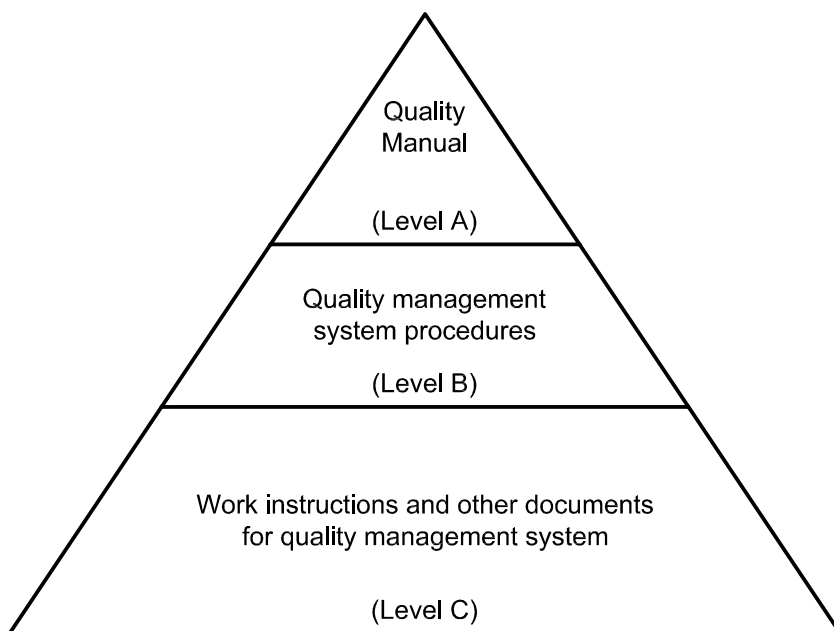 Quality
Manual
(Level A)
Quality management
system procedures
(Level B)
Work instructions and other documents
for quality management system
(Level C)